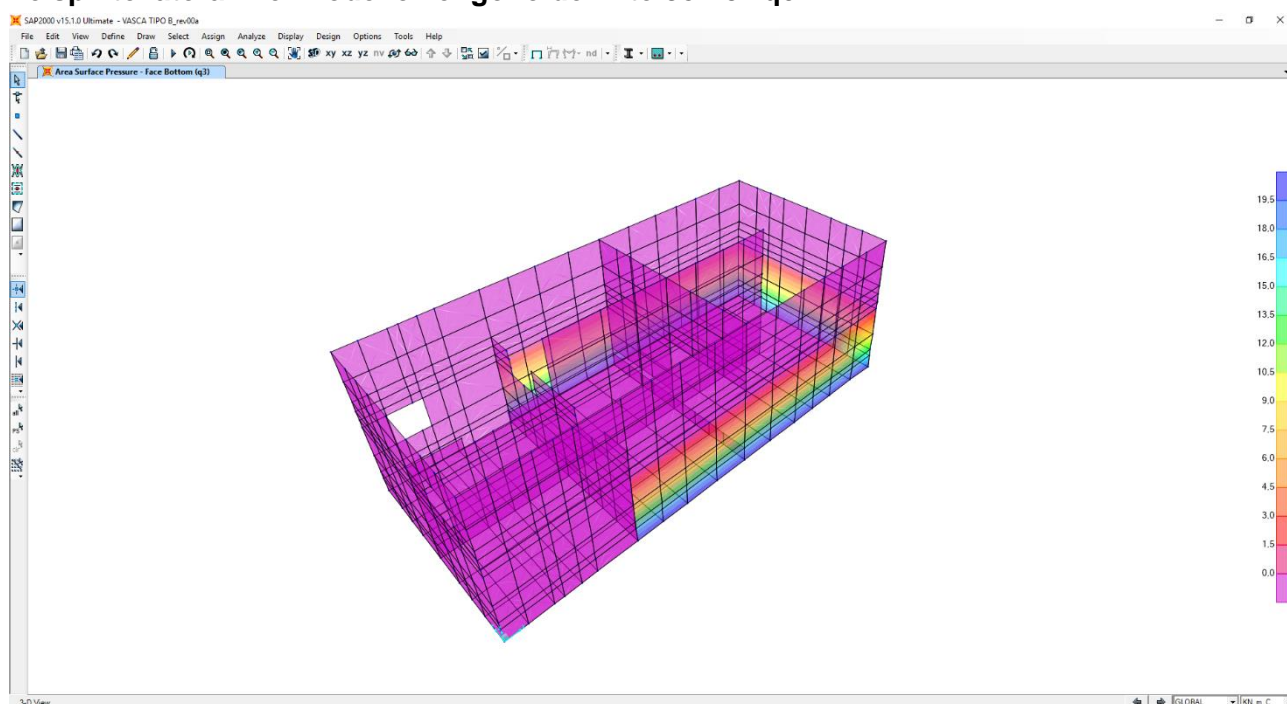 SAP2000 v15.1.0 Ultimate - VASCA TIPO B_rev00a
File Edit View Define Draw Select Assign Analyze Display Design Options Tools Help
3-D xy xz yz nv nd
Area Surface Pressure - Face Bottom (q3)
19.5
18.0
16.5
15.0
13.5
12.0
10.5
9.0
7.5
6.0
4.5
3.0
1.5
0.0
3-D View
GLOBAL
KN, m, C